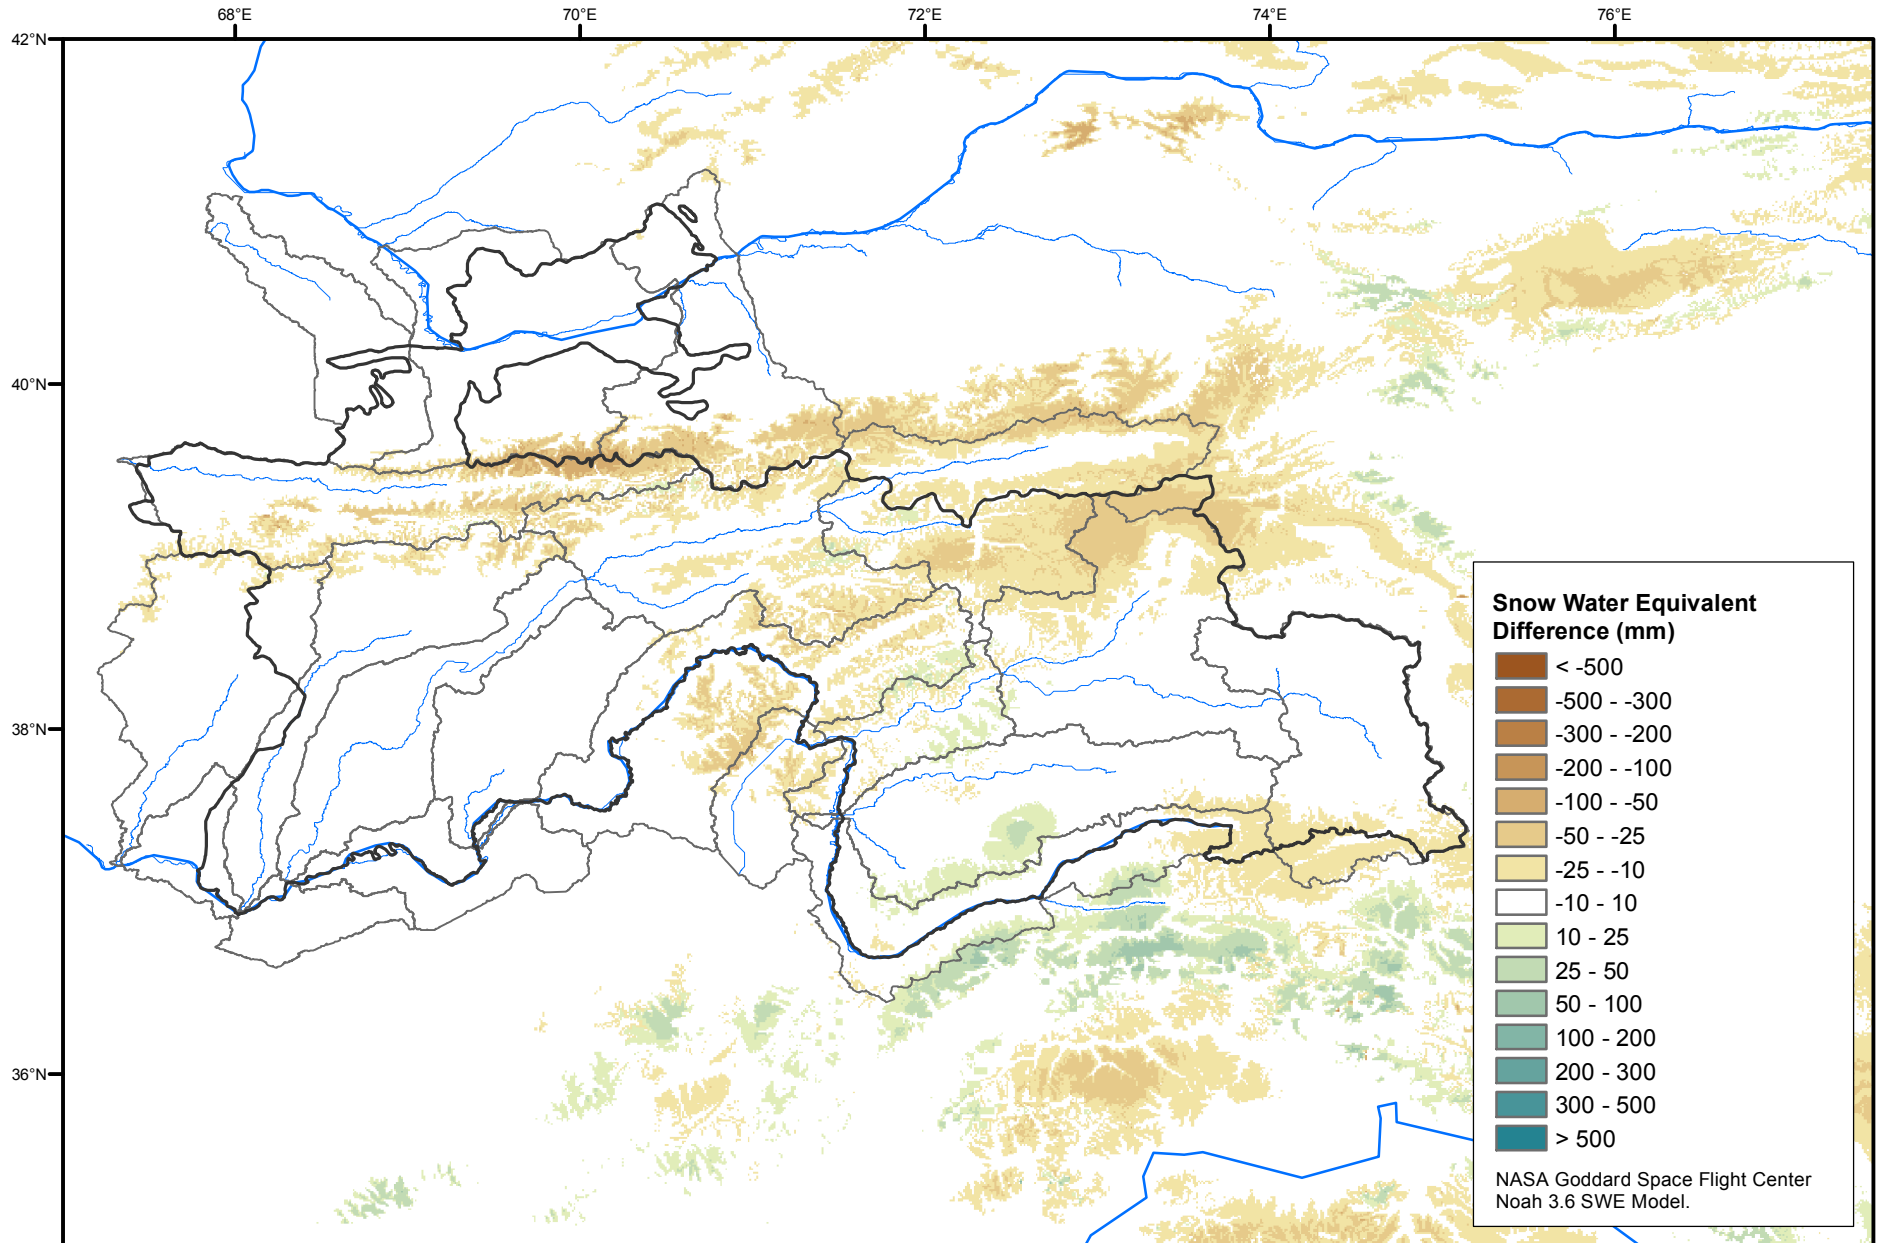 68°E
70°E
72°E
74°E
76°E
42°N
40°N
38°N
36°N
Snow Water Equivalent
Difference (mm)
< -500
-500 - -300
-300 - -200
-200 - -100
-100 - -50
-50 - -25
-25 - -10
-10 - 10
10 - 25
25 - 50
50 - 100
100 - 200
200 - 300
300 - 500
> 500
NASA Goddard Space Flight Center
Noah 3.6 SWE Model.